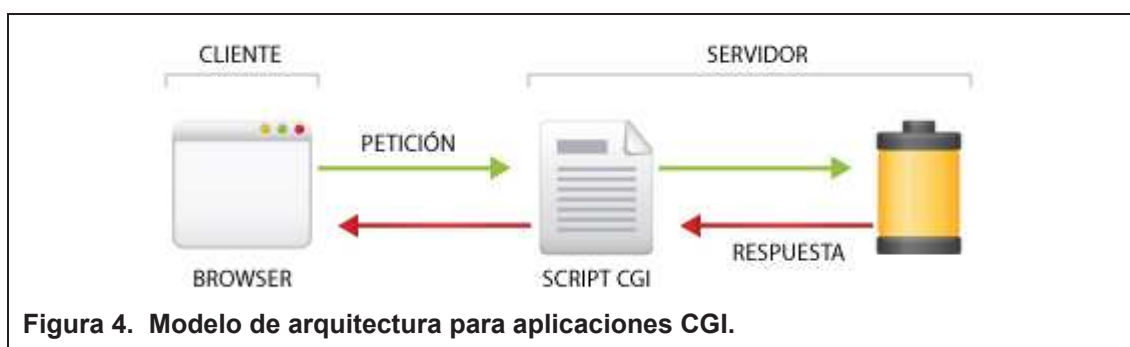 CLIENTE
SERVIDOR
PETICIÓN
RESPUESTA
BROWSER
SCRIPT CGI
Figura 4.  Modelo de arquitectura para aplicaciones CGI.